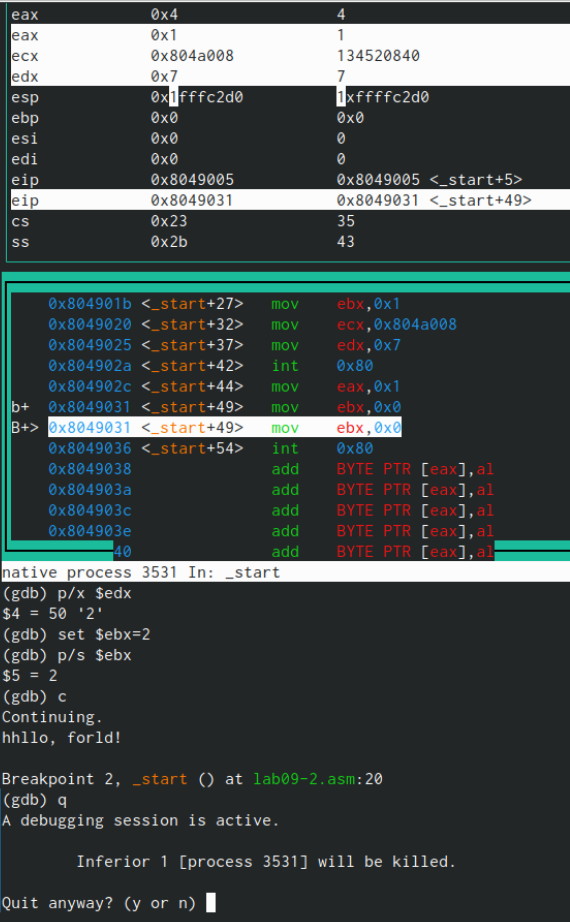 eax 0x4 4
eax 0x1 1
ecx 0x804a008 134520840
edx 0x7 7
esp 0x1fffc2d0 1xffffc2d0
ebp 0x0 0x0
esi 0x0 0
edi 0x0 0
eip 0x8049005 0x8049005 <_start+5>
eip 0x8049031 0x8049031 <_start+49>
cs 0x23 35
ss 0x2b 43
0x804901b <_start+27> mov ebx,0x1
0x8049020 <_start+32> mov ecx,0x804a008
0x8049025 <_start+37> mov edx,0x7
0x804902a <_start+42> int 0x80
0x804902c <_start+44> mov eax,0x1
b+ 0x8049031 <_start+49> mov ebx,0x0
B+> 0x8049031 <_start+49> mov ebx,0x0
0x8049036 <_start+54> int 0x80
0x8049038 add BYTE PTR [eax],al
0x804903a add BYTE PTR [eax],al
0x804903c add BYTE PTR [eax],al
0x804903e add BYTE PTR [eax],al
40 add BYTE PTR [eax],al
native process 3531 In: _start
(gdb) p/x $edx
$4 = 50 '2'
(gdb) set $ebx=2
(gdb) p/s $ebx
$5 = 2
(gdb) c
Continuing.
hhllo, forld!
Breakpoint 2, _start () at lab09-2.asm:20
(gdb) q
A debugging session is active.
Inferior 1 [process 3531] will be killed.
Quit anyway? (y or n)